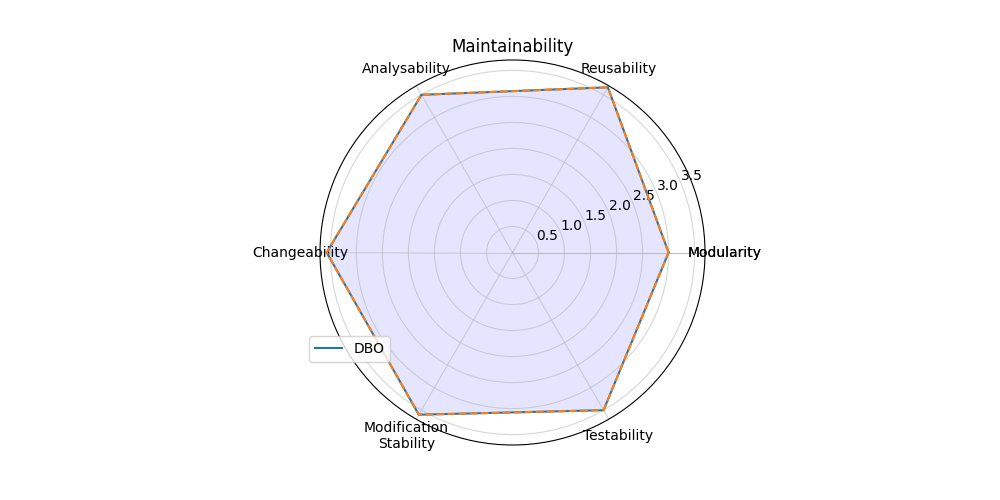 Maintainability
Analysability
Reusability
3.5
3.0
2.5
2.0
1.5
1.0
0.5
Changeability
Modularity
DBO
Modification
Stability
Testability